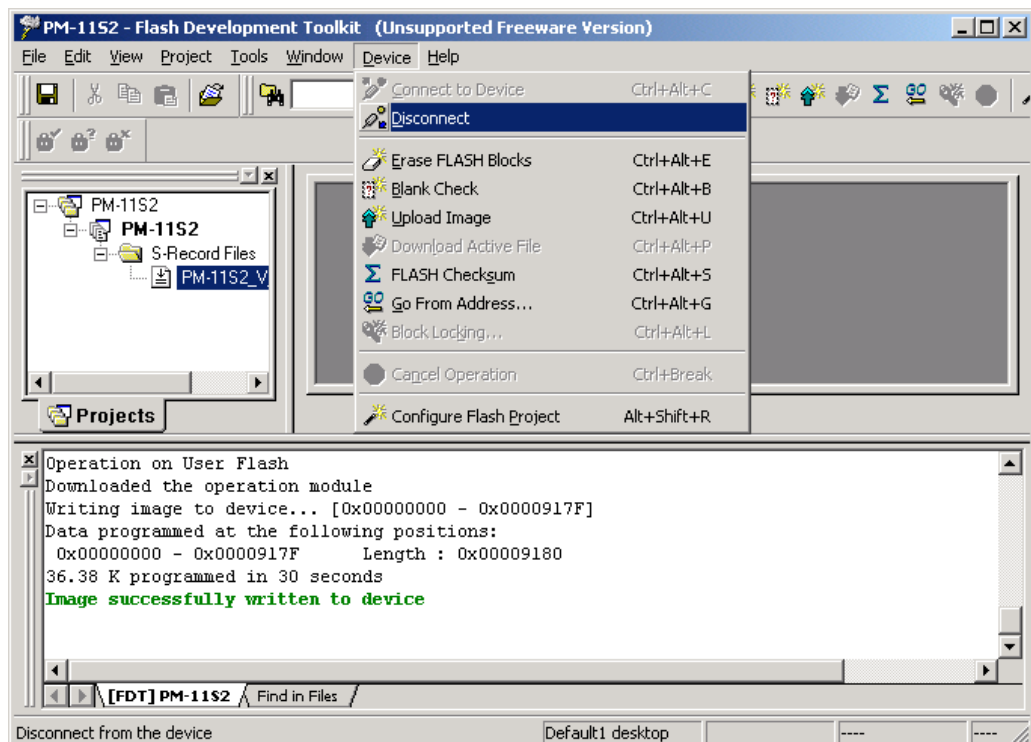 PM-11S2 - Flash Development Toolkit (Unsupported Freeware Version)
File Edit View Project Tools Window Device Help
Connect to Device Ctrl+Alt+C
Disconnect
Erase FLASH Blocks Ctrl+Alt+E
Blank Check Ctrl+Alt+B
Upload Image Ctrl+Alt+U
Download Active File Ctrl+Alt+P
FLASH Checksum Ctrl+Alt+S
Go From Address... Ctrl+Alt+G
Block Locking... Ctrl+Alt+L
Cancel Operation Ctrl+Break
Configure Flash Project Alt+Shift+R
PM-11S2
PM-11S2
S-Record Files
PM-11S2_V
Projects
Operation on User Flash
Downloaded the operation module
Writing image to device... [0x00000000 - 0x0000917F]
Data programmed at the following positions:
0x00000000 - 0x0000917F Length : 0x00009180
36.38 K programmed in 30 seconds
Image successfully written to device
[FDT] PM-11S2 Find in Files
Disconnect from the device Default1 desktop ---- ----